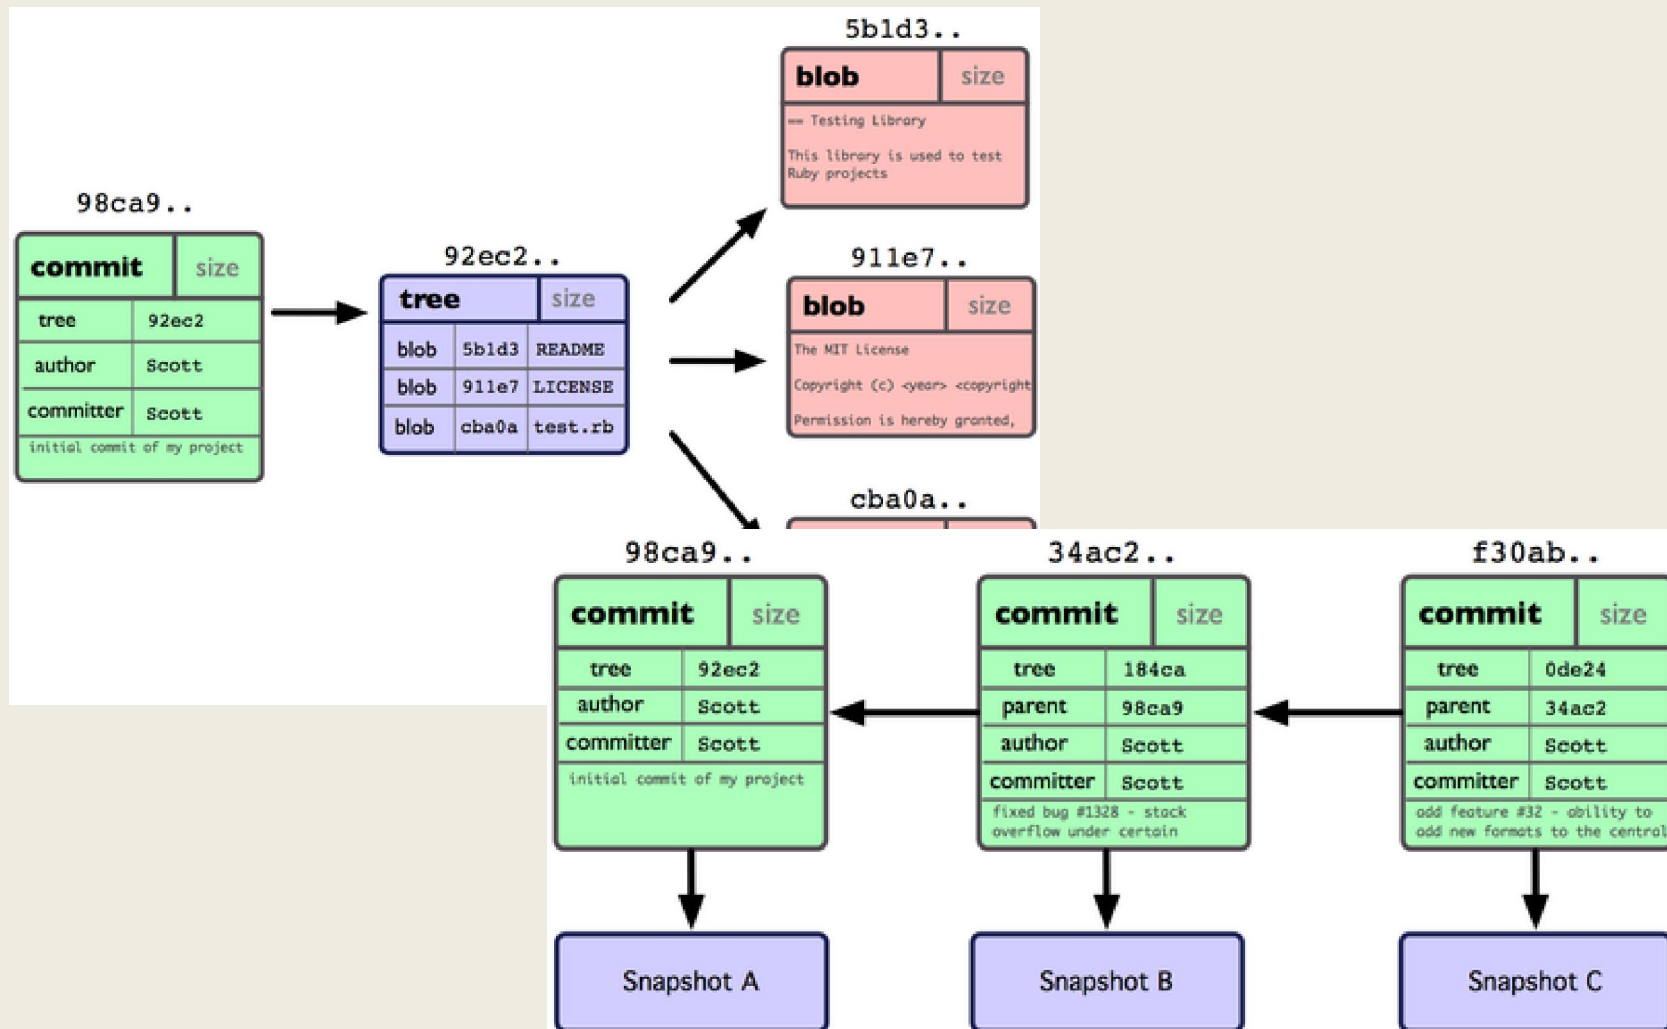 5b1d3..
blob size
== Testing Library
This library is used to test
Ruby projects
98ca9..
commit size
tree 92ec2
author Scott
committer Scott
initial commit of my project
92ec2..
tree size
blob 5b1d3 README
blob 911e7 LICENSE
blob cba0a test.rb
911e7..
blob size
The MIT License
Copyright (c) <year> <copyright
Permission is hereby granted,
cba0a..
98ca9..
commit size
tree 92ec2
author Scott
committer Scott
initial commit of my project
34ac2..
commit size
tree 184ca
parent 98ca9
author Scott
committer Scott
fixed bug #1328 - stack
overflow under certain
f30ab..
commit size
tree 0de24
parent 34ac2
author Scott
committer Scott
add feature #32 - ability to
add new formats to the central
Snapshot A
Snapshot B
Snapshot C